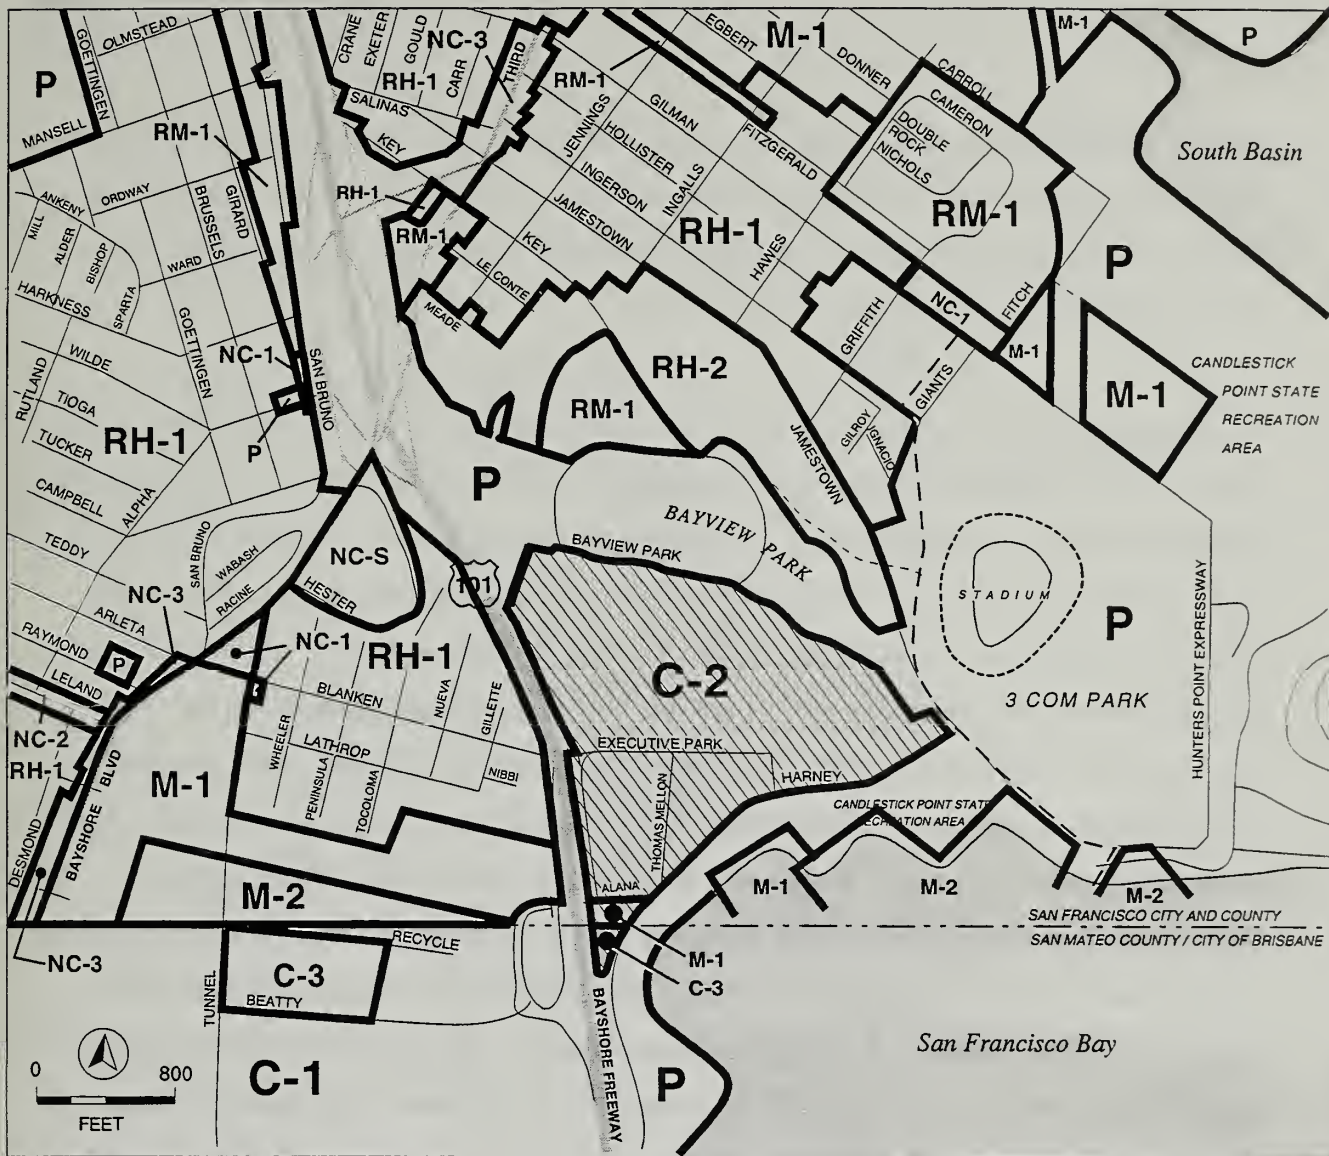 OLMSTEAD
GOETTINGEN
P
MANSELL
RM-1
CRANE
EXETER
GOULD
CARR
NC-3
THIRD
RH-1
SALINAS
KEY
RM-1
EGBERT
M-1
DONNER
CARROLL
M-1
P
JENNINGS
GILMAN
HOLLISTER
INGERSON
JAMESTOWN
INGALLS
FITZGERALD
CAMERON
DOUBLE
ROCK
NICHOLS
RM-1
South Basin
ORDWAY
ANKENY
MILL
ALDER
BISHOP
SPARTA
HARKNESS
BRUSSELS
GIRARD
WARD
GOETTINGEN
RH-1
RM-1
KEY
LE CONTE
MEADE
RH-1
HAWES
GRIFFITH
NC-1
FITCH
P
M-1
M-1
CANDLESTICK
POINT STATE
RECREATION
AREA
RUTLAND
WILDE
TIOGA
TUCKER
CAMPBELL
TEDDY
RH-1
ALPHA
NC-1
SAN BRUNO
P
P
RH-2
RM-1
GIANTS
GILROY
IGNACIO
JAMESTOWN
P
BAYVIEW PARK
BAYVIEW PARK
SAN BRUNO
WABASH
RACINE
NC-S
HESTER
101
STADIUM
P
3 COM PARK
HUNTERS POINT EXPRESSWAY
NC-3
ARLETA
RAYMOND
LELAND
P
NC-1
RH-1
BLANKEN
NUEVA
GILLETTE
WHEELER
LATHROP
PENINSULA
TOCOLOMA
NIBBI
C-2
EXECUTIVE PARK
THOMAS MELLON
HARNEY
ALANA
CANDLESTICK POINT STATE
RECREATION AREA
NC-2
RH-1
BAYSHORE BLVD
DESMOND
M-1
M-2
M-1
M-2
M-2
SAN FRANCISCO CITY AND COUNTY
SAN MATEO COUNTY / CITY OF BRISBANE
NC-3
RECYCLE
C-3
BEATTY
TUNNEL
M-1
C-3
BAYSHORE FREEWAY
C-1
P
San Francisco Bay
0 800
FEET